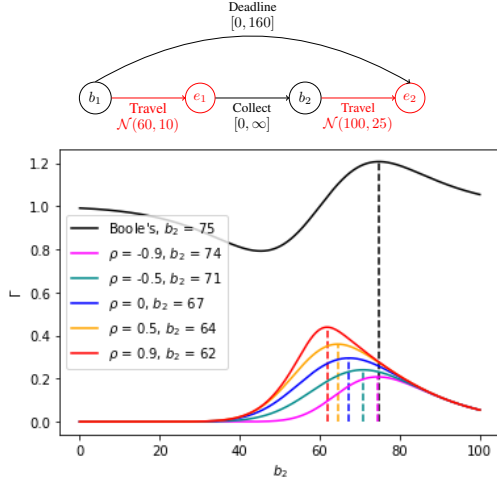 Deadline
[0, 160]
b₁
e₁
b₂
e₂
Travel
Collect
Travel
𝒩(60, 10)
[0, ∞]
𝒩(100, 25)
1.2
1.0
0.8
0.6
0.4
0.2
0.0
Γ
Boole's, b₂ = 75
ρ = -0.9, b₂ = 74
ρ = -0.5, b₂ = 71
ρ = 0, b₂ = 67
ρ = 0.5, b₂ = 64
ρ = 0.9, b₂ = 62
0
20
40
60
80
100
b₂